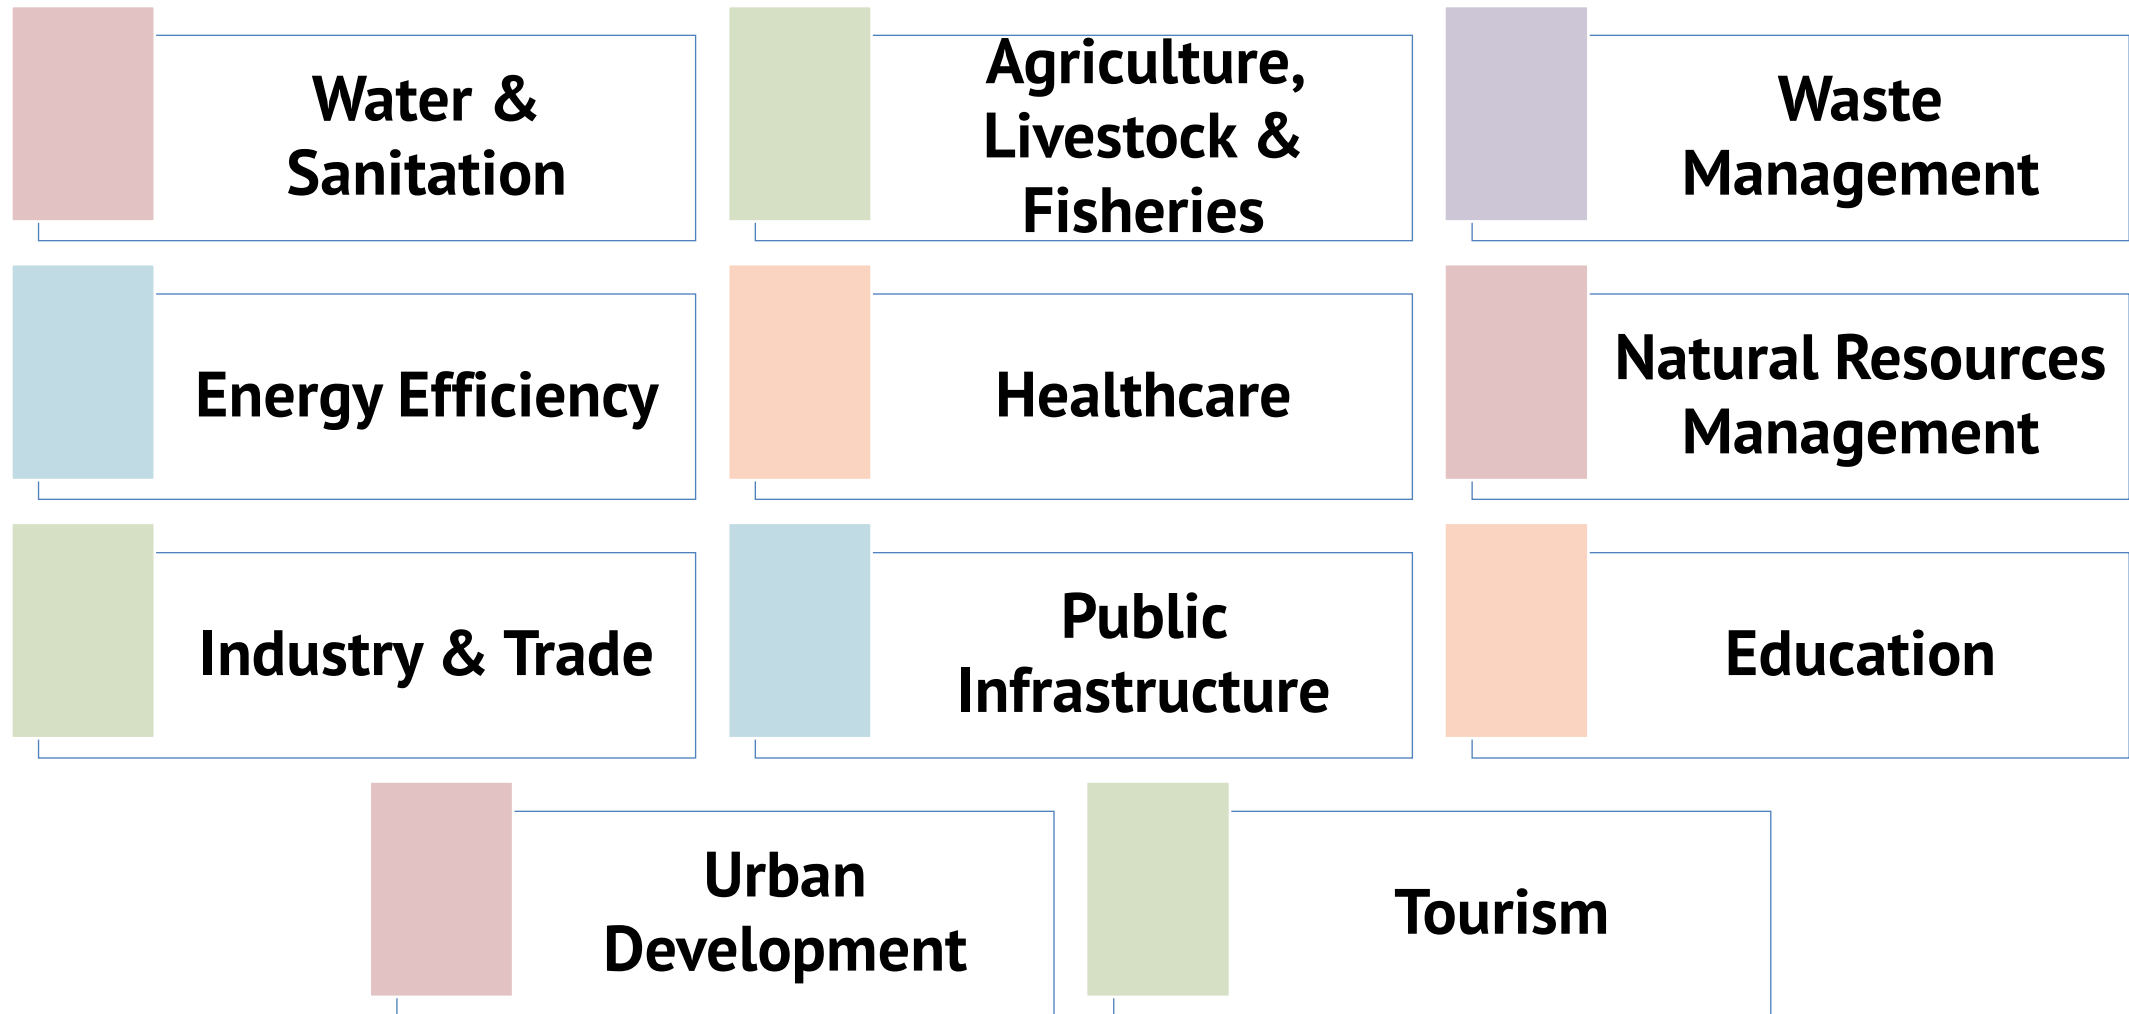 Water &
Sanitation
Agriculture,
Livestock &
Fisheries
Waste
Management
Energy Efficiency
Healthcare
Natural Resources
Management
Industry & Trade
Public
Infrastructure
Education
Urban
Development
Tourism